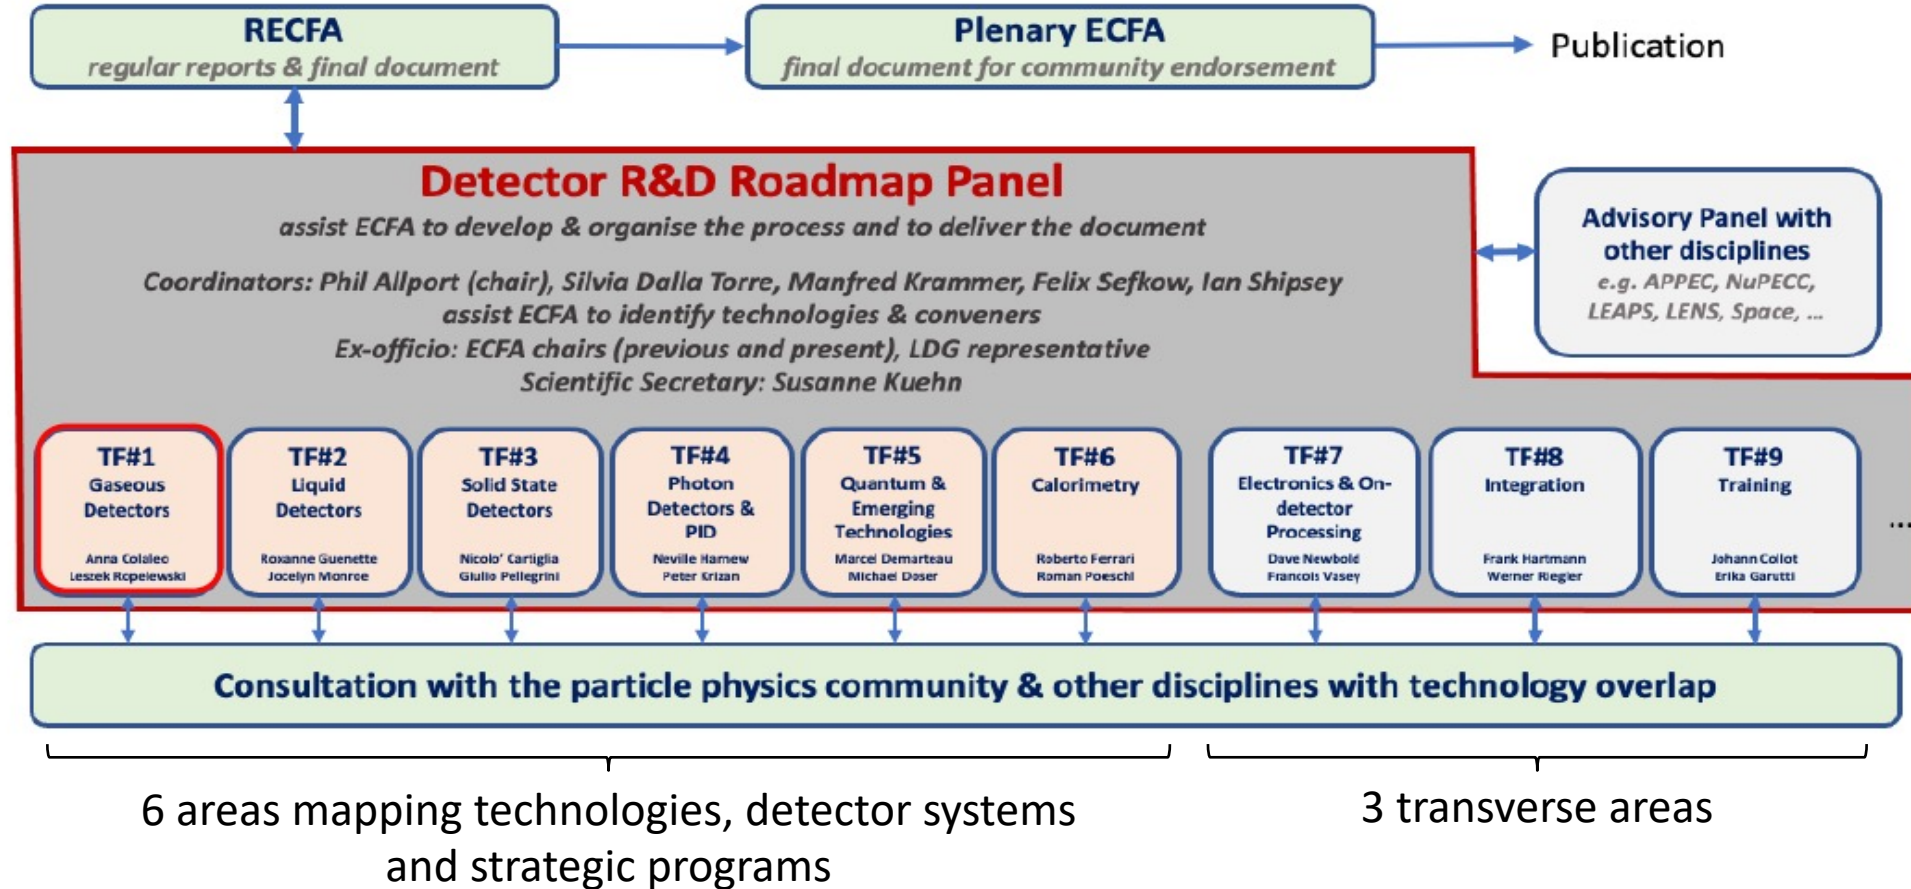 RECFA
regular reports & final document
Plenary ECFA
final document for community endorsement
Publication
Detector R&D Roadmap Panel
assist ECFA to develop & organise the process and to deliver the document
Coordinators: Phil Allport (chair), Silvia Dalla Torre, Manfred Krammer, Felix Sefkow, Ian Shipsey
assist ECFA to identify technologies & conveners
Ex-officio: ECFA chairs (previous and present), LDG representative
Scientific Secretary: Susanne Kuehn
Advisory Panel with
other disciplines
e.g. APPEC, NuPECC,
LEAPS, LENS, Space, ...
TF#1
Gaseous
Detectors
Anna Colaleo
Leszek Ropelewski
TF#2
Liquid
Detectors
Roxanne Guenette
Jocelyn Monroe
TF#3
Solid State
Detectors
Nicolo' Cartiglia
Giulio Pellegrini
TF#4
Photon
Detectors &
PID
Neville Harnew
Peter Krizan
TF#5
Quantum &
Emerging
Technologies
Marcel Demarteau
Michael Doser
TF#6
Calorimetry
Roberto Ferrari
Roman Poeschl
TF#7
Electronics & On-
detector
Processing
Dave Newbold
Francois Vasey
TF#8
Integration
Frank Hartmann
Werner Riegler
TF#9
Training
Johann Collot
Erika Garutti
...
Consultation with the particle physics community & other disciplines with technology overlap
6 areas mapping technologies, detector systems
and strategic programs
3 transverse areas